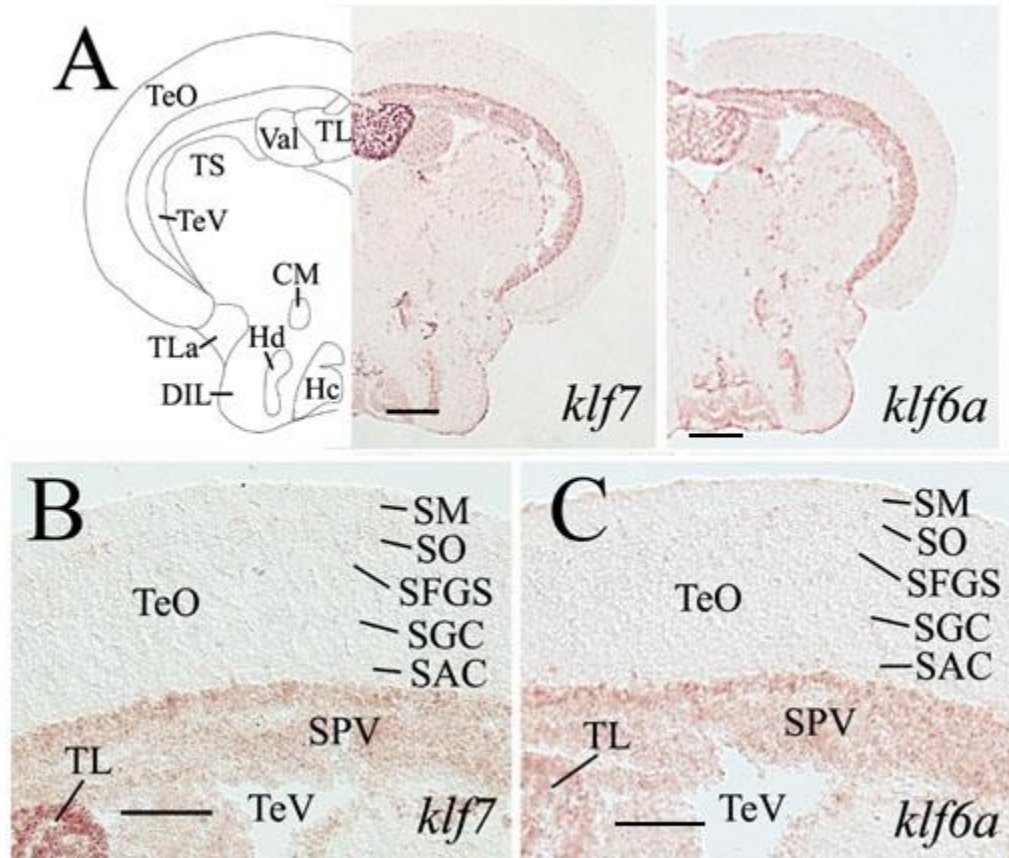 A
TeO
Val
TL
TS
TeV
CM
TLa
Hd
DIL
Hc
klf7
klf6a
B
SM
SO
SFGS
TeO
SGC
SAC
SPV
TL
TeV
klf7
C
SM
SO
SFGS
TeO
SGC
SAC
SPV
TL
TeV
klf6a